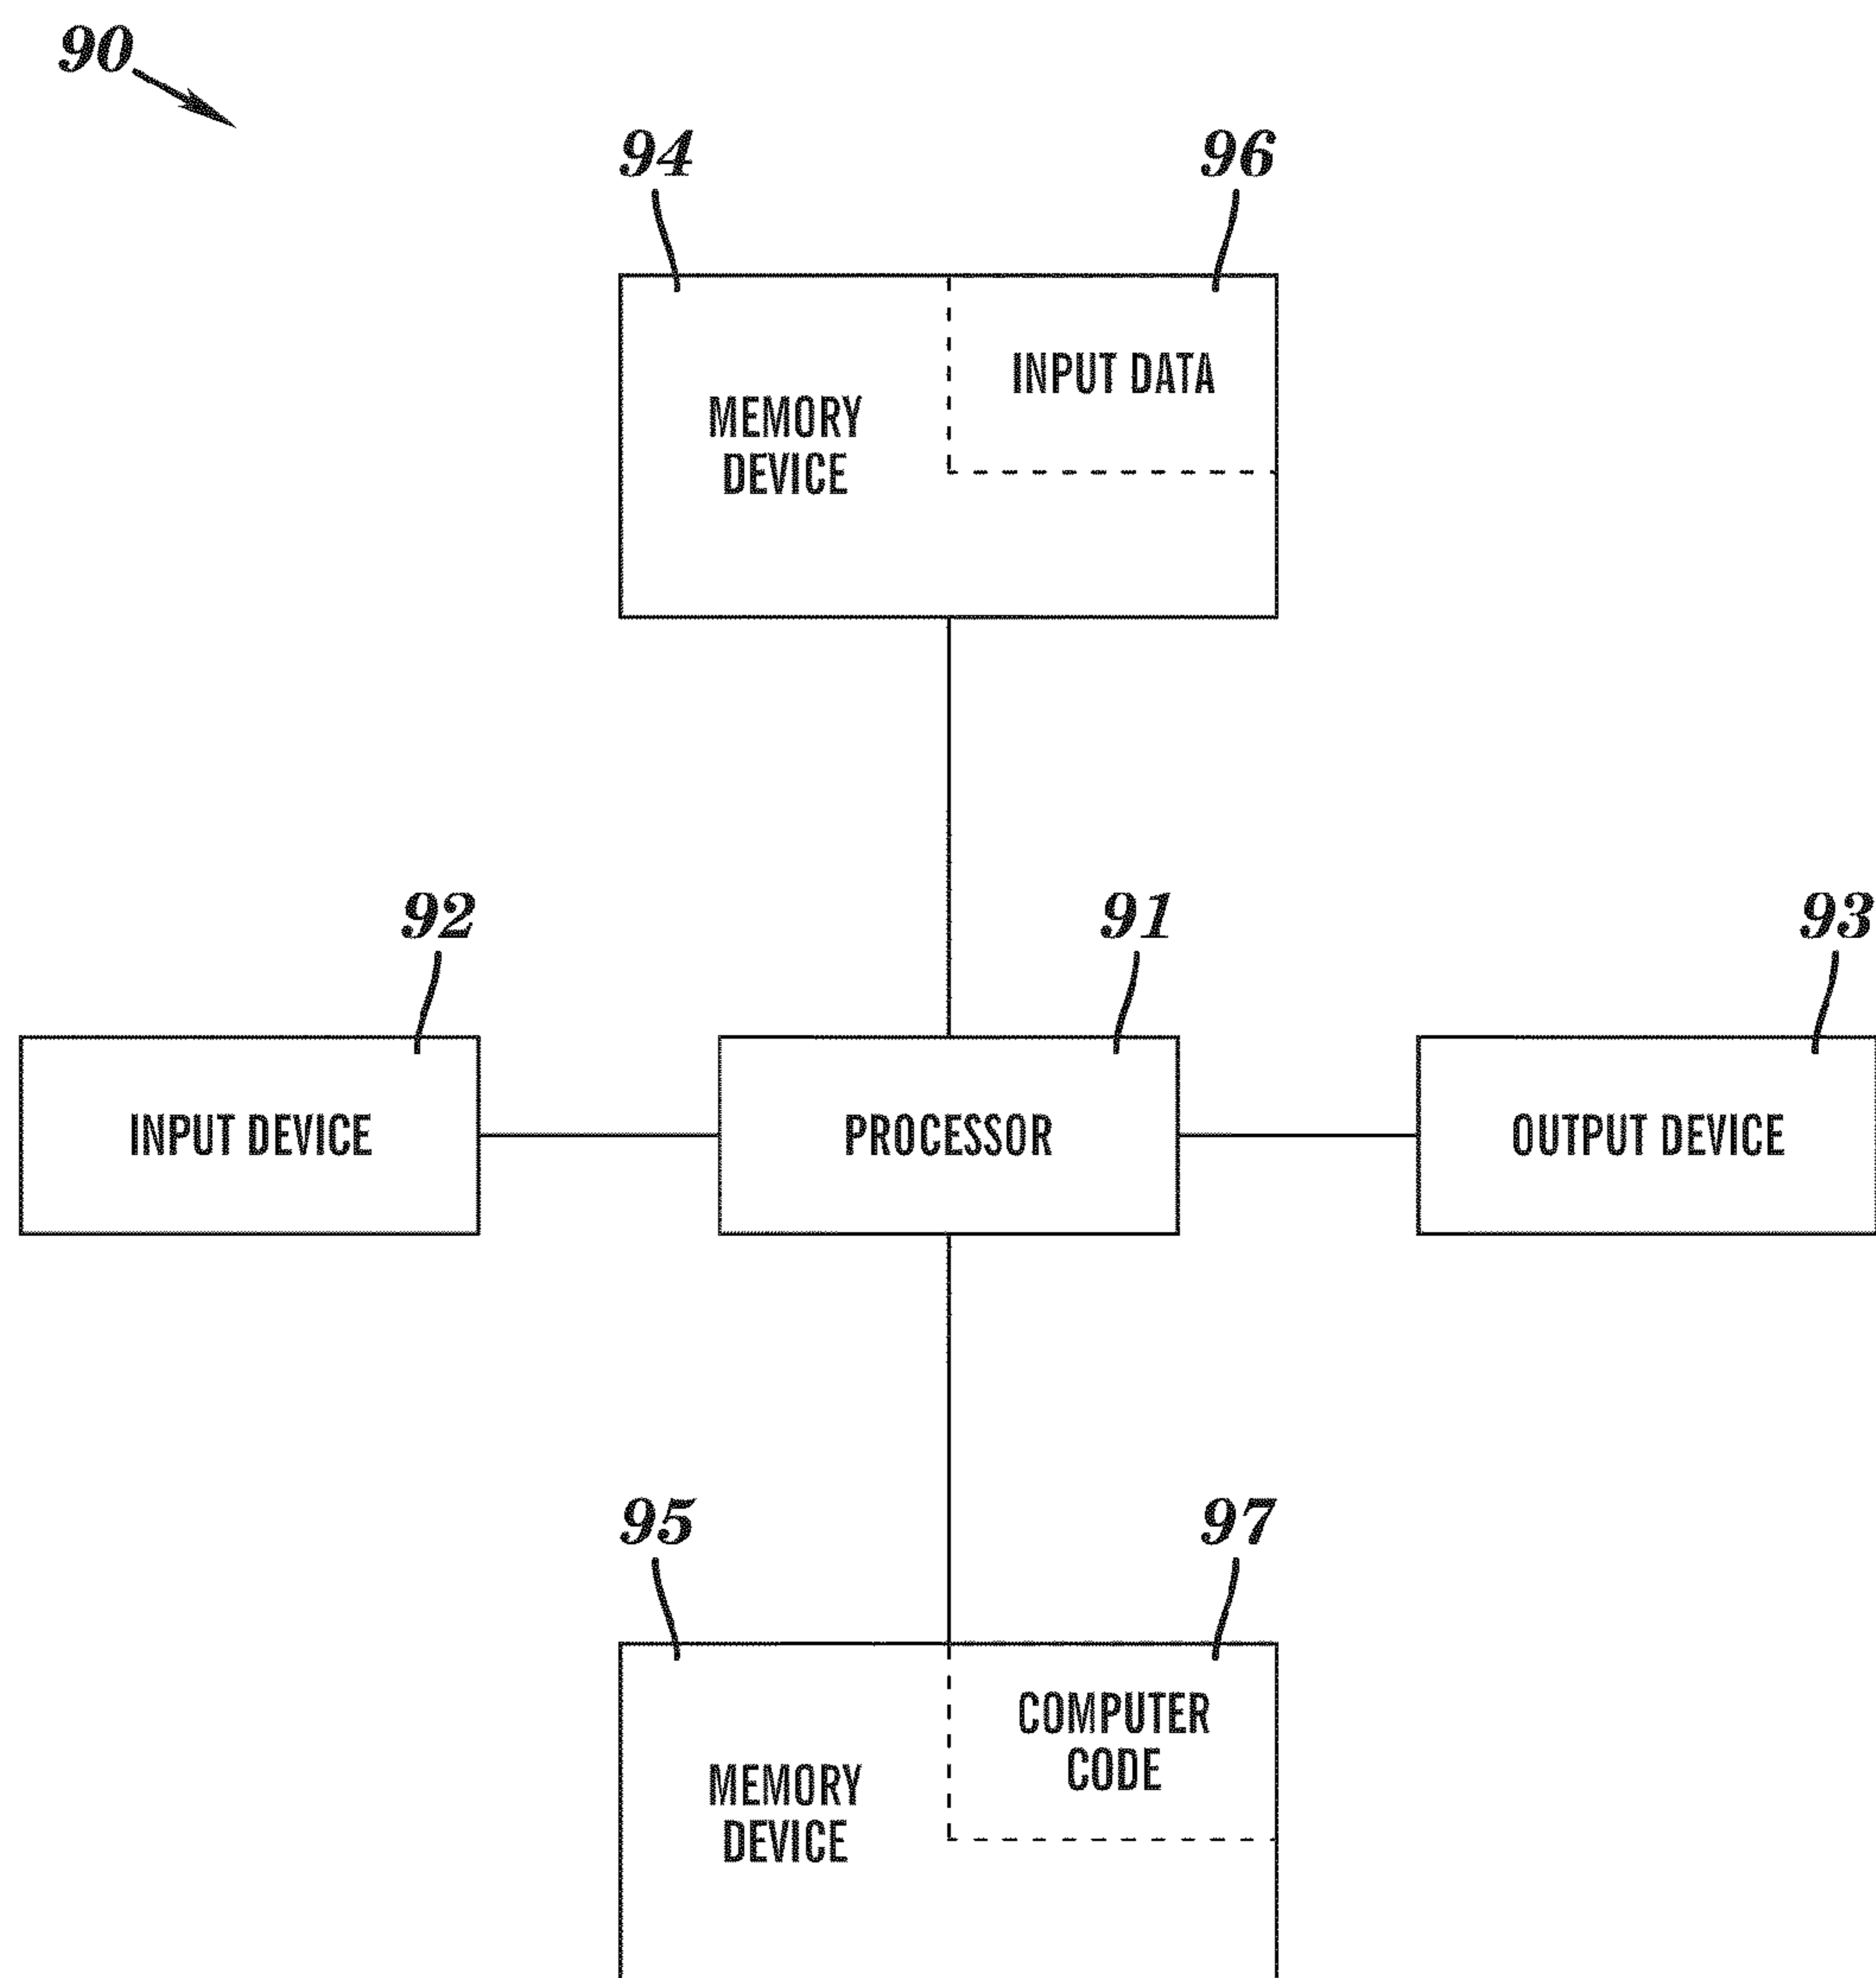 90
94
96
INPUT DATA
MEMORY
DEVICE
92
91
93
INPUT DEVICE
PROCESSOR
OUTPUT DEVICE
95
97
COMPUTER
CODE
MEMORY
DEVICE